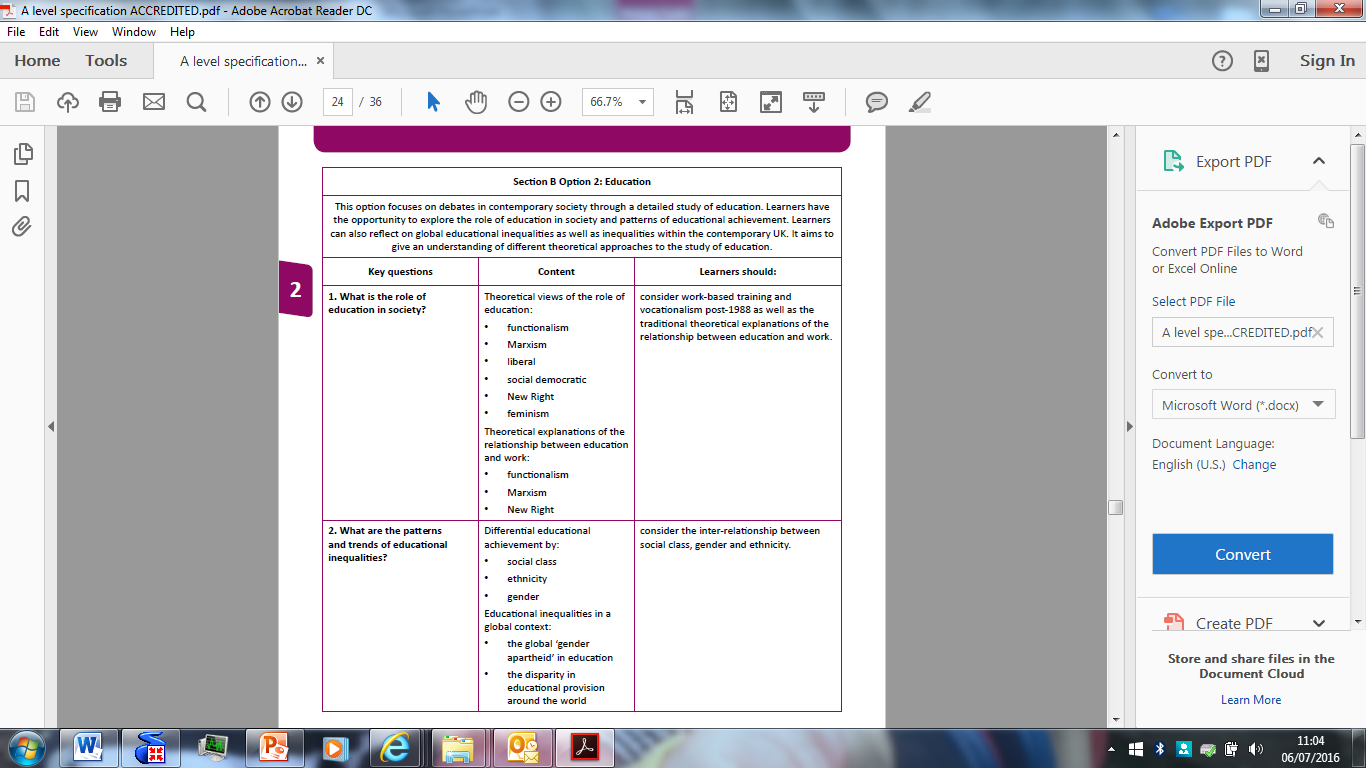 A level specification ACCREDITED.pdf - Adobe Acrobat Reader DC
File Edit View Window Help
Home Tools A level specification... ×
? Sign In
24 / 36 66.7%
Section B Option 2: Education
This option focuses on debates in contemporary society through a detailed study of education. Learners have
the opportunity to explore the role of education in society and patterns of educational achievement. Learners
can also reflect on global educational inequalities as well as inequalities within the contemporary UK. It aims to
give an understanding of different theoretical approaches to the study of education.
2
Key questions Content Learners should:
1. What is the role of
education in society?
Theoretical views of the role of
education:
• functionalism
• Marxism
• liberal
• social democratic
• New Right
• feminism
Theoretical explanations of the
relationship between education
and work:
• functionalism
• Marxism
• New Right
consider work-based training and
vocationalism post-1988 as well as the
traditional theoretical explanations of the
relationship between education and work.
2. What are the patterns
and trends of educational
inequalities?
Differential educational
achievement by:
• social class
• ethnicity
• gender
Educational inequalities in a
global context:
• the global ‘gender
apartheid’ in education
• the disparity in
educational provision
around the world
consider the inter-relationship between
social class, gender and ethnicity.
Export PDF
Adobe Export PDF
Convert PDF Files to Word
or Excel Online
Select PDF File
A level spe...CREDITED.pdf ×
Convert to
Microsoft Word (*.docx)
Document Language:
English (U.S.) Change
Convert
Create PDF
Store and share files in the
Document Cloud
Learn More
11:04
06/07/2016